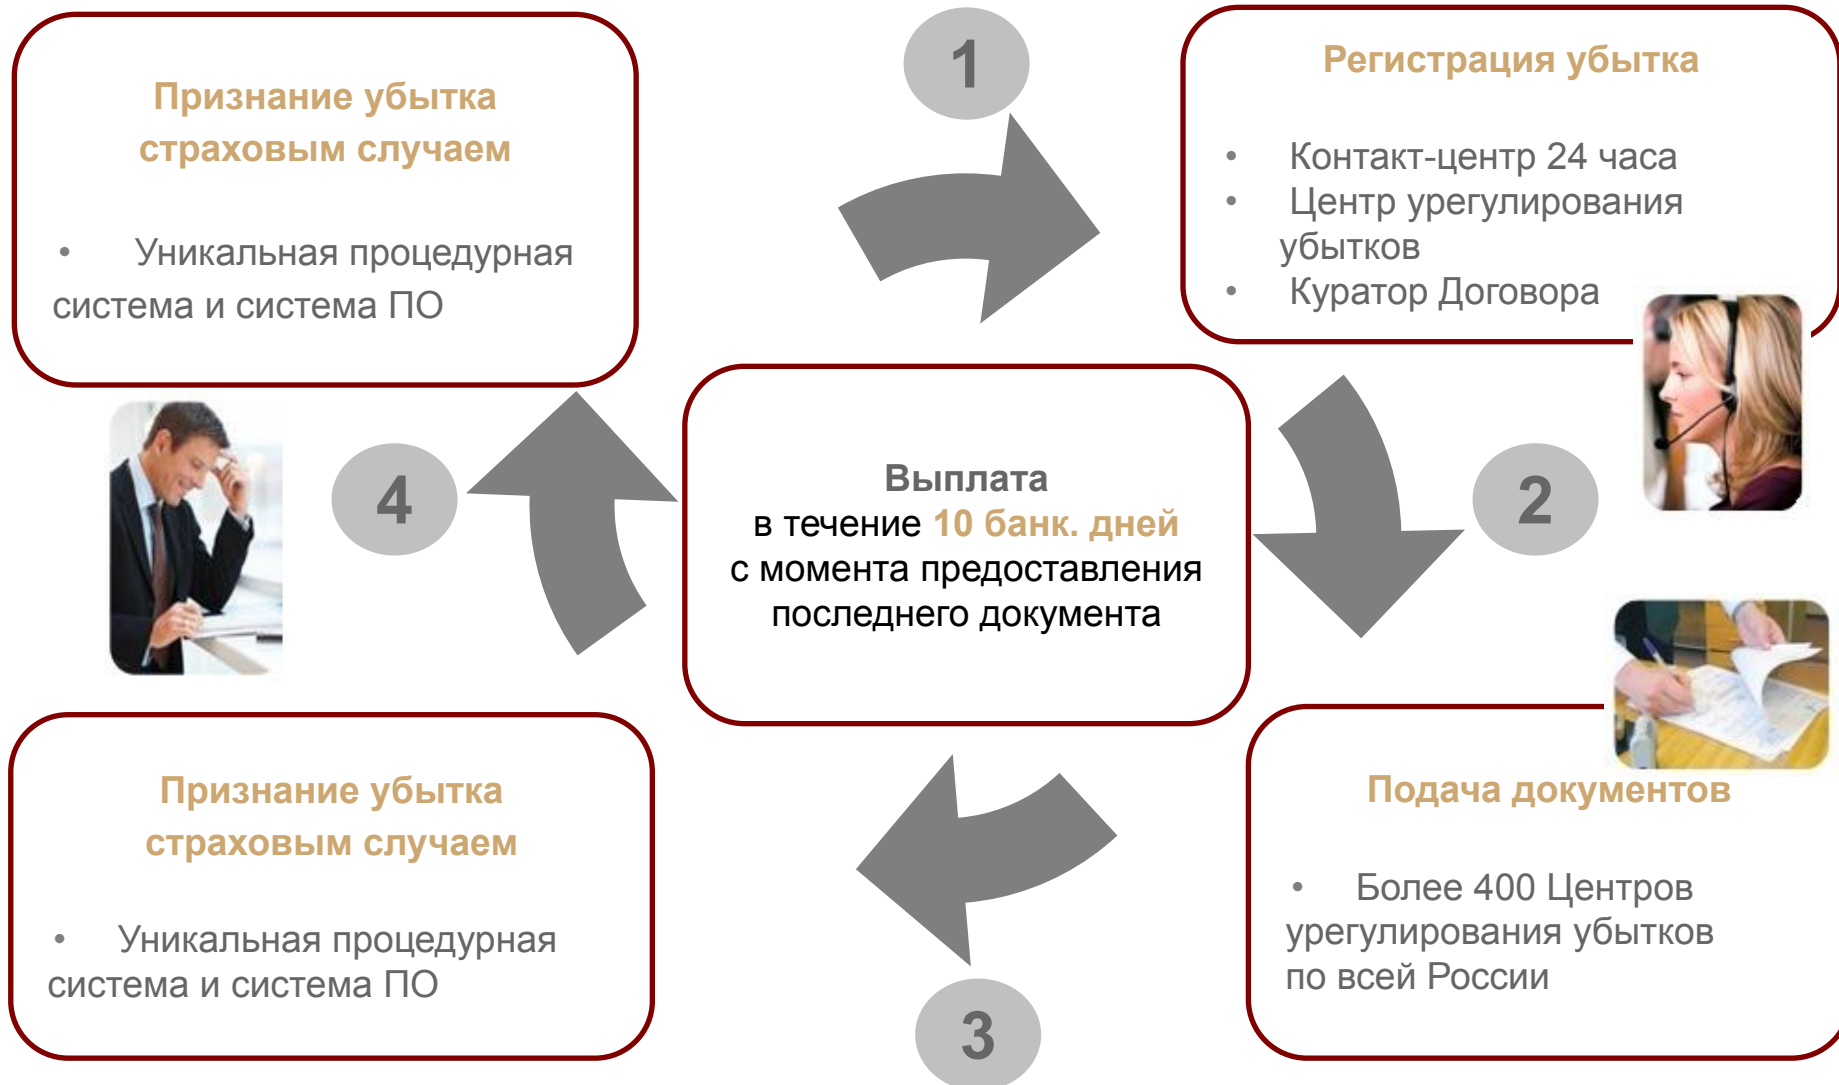 1
Регистрация убытка
• Контакт-центр 24 часа
• Центр урегулирования
убытков
• Куратор Договора
2
Подача документов
• Более 400 Центров
урегулирования убытков
по всей России
3
Признание убытка
страховым случаем
• Уникальная процедурная
система и система ПО
4
Признание убытка
страховым случаем
• Уникальная процедурная
система и система ПО
Выплата
в течение 10 банк. дней
с момента предоставления
последнего документа